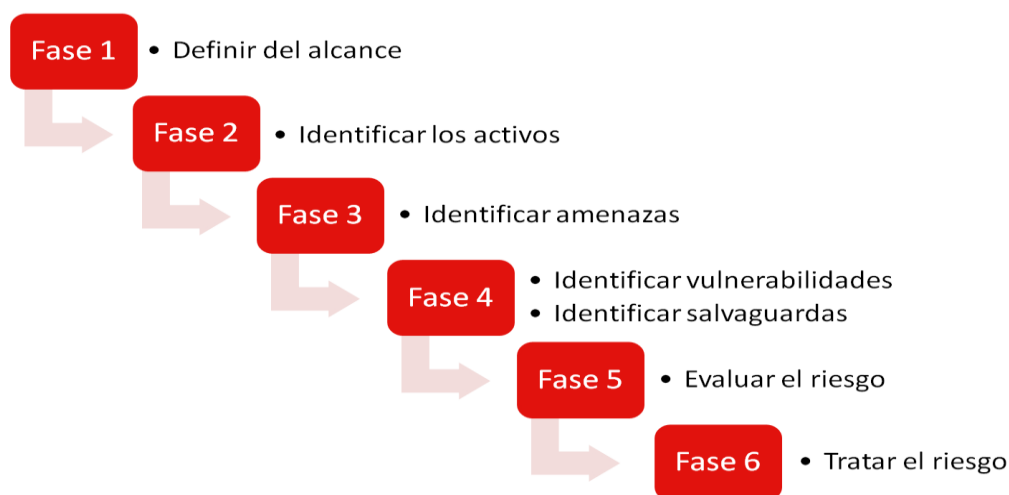 Fase 1
• Definir del alcance
Fase 2
• Identificar los activos
Fase 3
• Identificar amenazas
Fase 4
• Identificar vulnerabilidades
• Identificar salvaguardas
Fase 5
• Evaluar el riesgo
Fase 6
• Tratar el riesgo